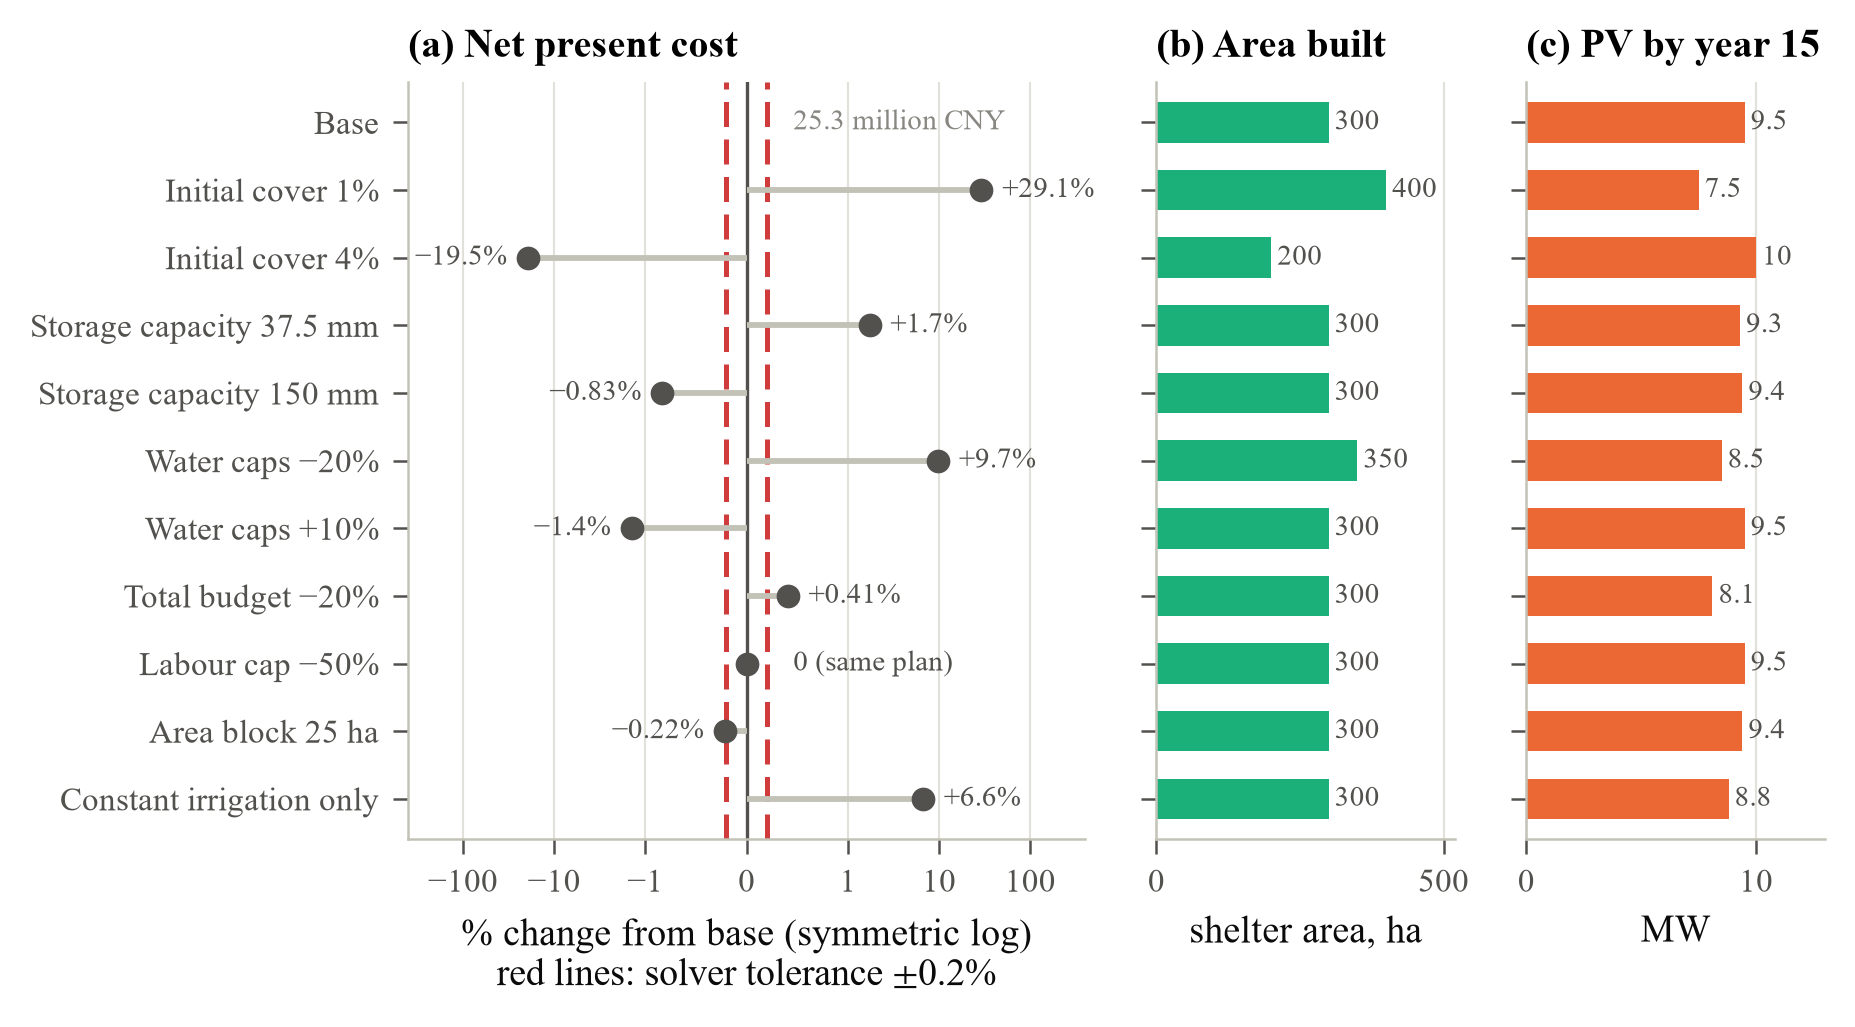 (a) Net present cost
(b) Area built
(c) PV by year 15
Base
25.3 million CNY
300
9.5
Initial cover 1%
+29.1%
400
7.5
Initial cover 4%
−19.5%
200
10
Storage capacity 37.5 mm
+1.7%
300
9.3
Storage capacity 150 mm
−0.83%
300
9.4
Water caps −20%
+9.7%
350
8.5
Water caps +10%
−1.4%
300
9.5
Total budget −20%
+0.41%
300
8.1
Labour cap −50%
0 (same plan)
300
9.5
Area block 25 ha
−0.22%
300
9.4
Constant irrigation only
+6.6%
300
8.8
−100 −10 −1 0 1 10 100
0 500
0 10
% change from base (symmetric log)
red lines: solver tolerance ±0.2%
shelter area, ha
MW